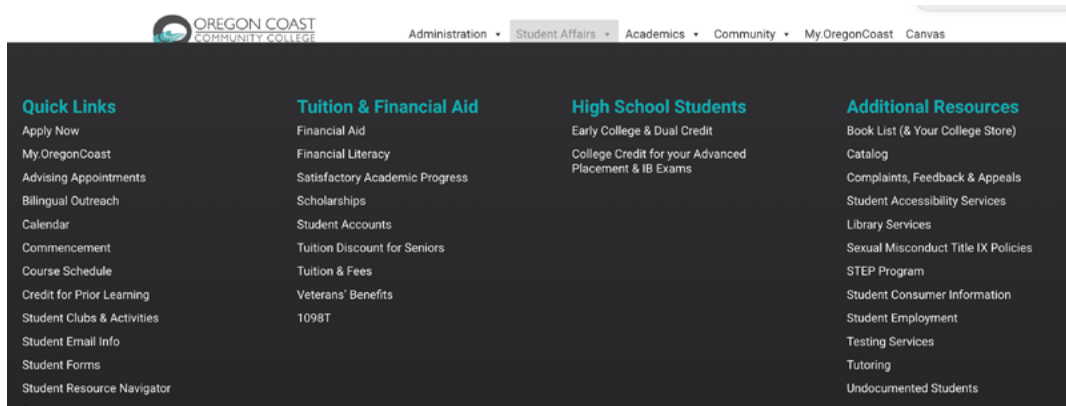 OREGON COAST
COMMUNITY COLLEGE
Administration Student Affairs Academics Community My.OregonCoast Canvas
Quick Links
Apply Now
My.OregonCoast
Advising Appointments
Bilingual Outreach
Calendar
Commencement
Course Schedule
Credit for Prior Learning
Student Clubs & Activities
Student Email Info
Student Forms
Student Resource Navigator
Tuition & Financial Aid
Financial Aid
Financial Literacy
Satisfactory Academic Progress
Scholarships
Student Accounts
Tuition Discount for Seniors
Tuition & Fees
Veterans' Benefits
1098T
High School Students
Early College & Dual Credit
College Credit for your Advanced
Placement & IB Exams
Additional Resources
Book List (& Your College Store)
Catalog
Complaints, Feedback & Appeals
Student Accessibility Services
Library Services
Sexual Misconduct Title IX Policies
STEP Program
Student Consumer Information
Student Employment
Testing Services
Tutoring
Undocumented Students